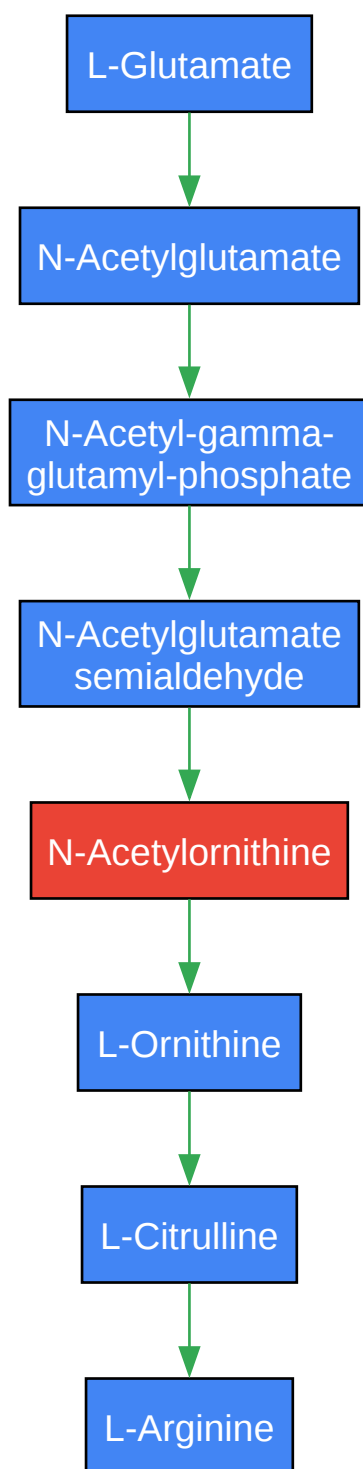 L-Glutamate
N-Acetylglutamate
N-Acetyl-gamma-
glutamyl-phosphate
N-Acetylglutamate
semialdehyde
N-Acetylornithine
L-Ornithine
L-Citrulline
L-Arginine